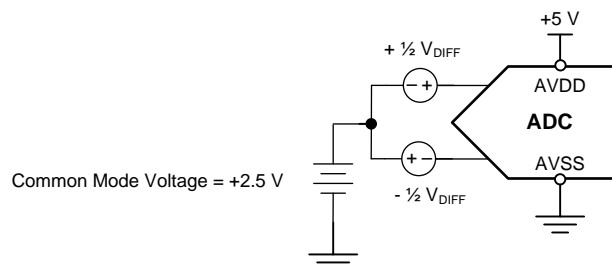 +5 V
+ ½ VDIFF
AVDD
ADC
AVSS
Common Mode Voltage = +2.5 V
- ½ VDIFF